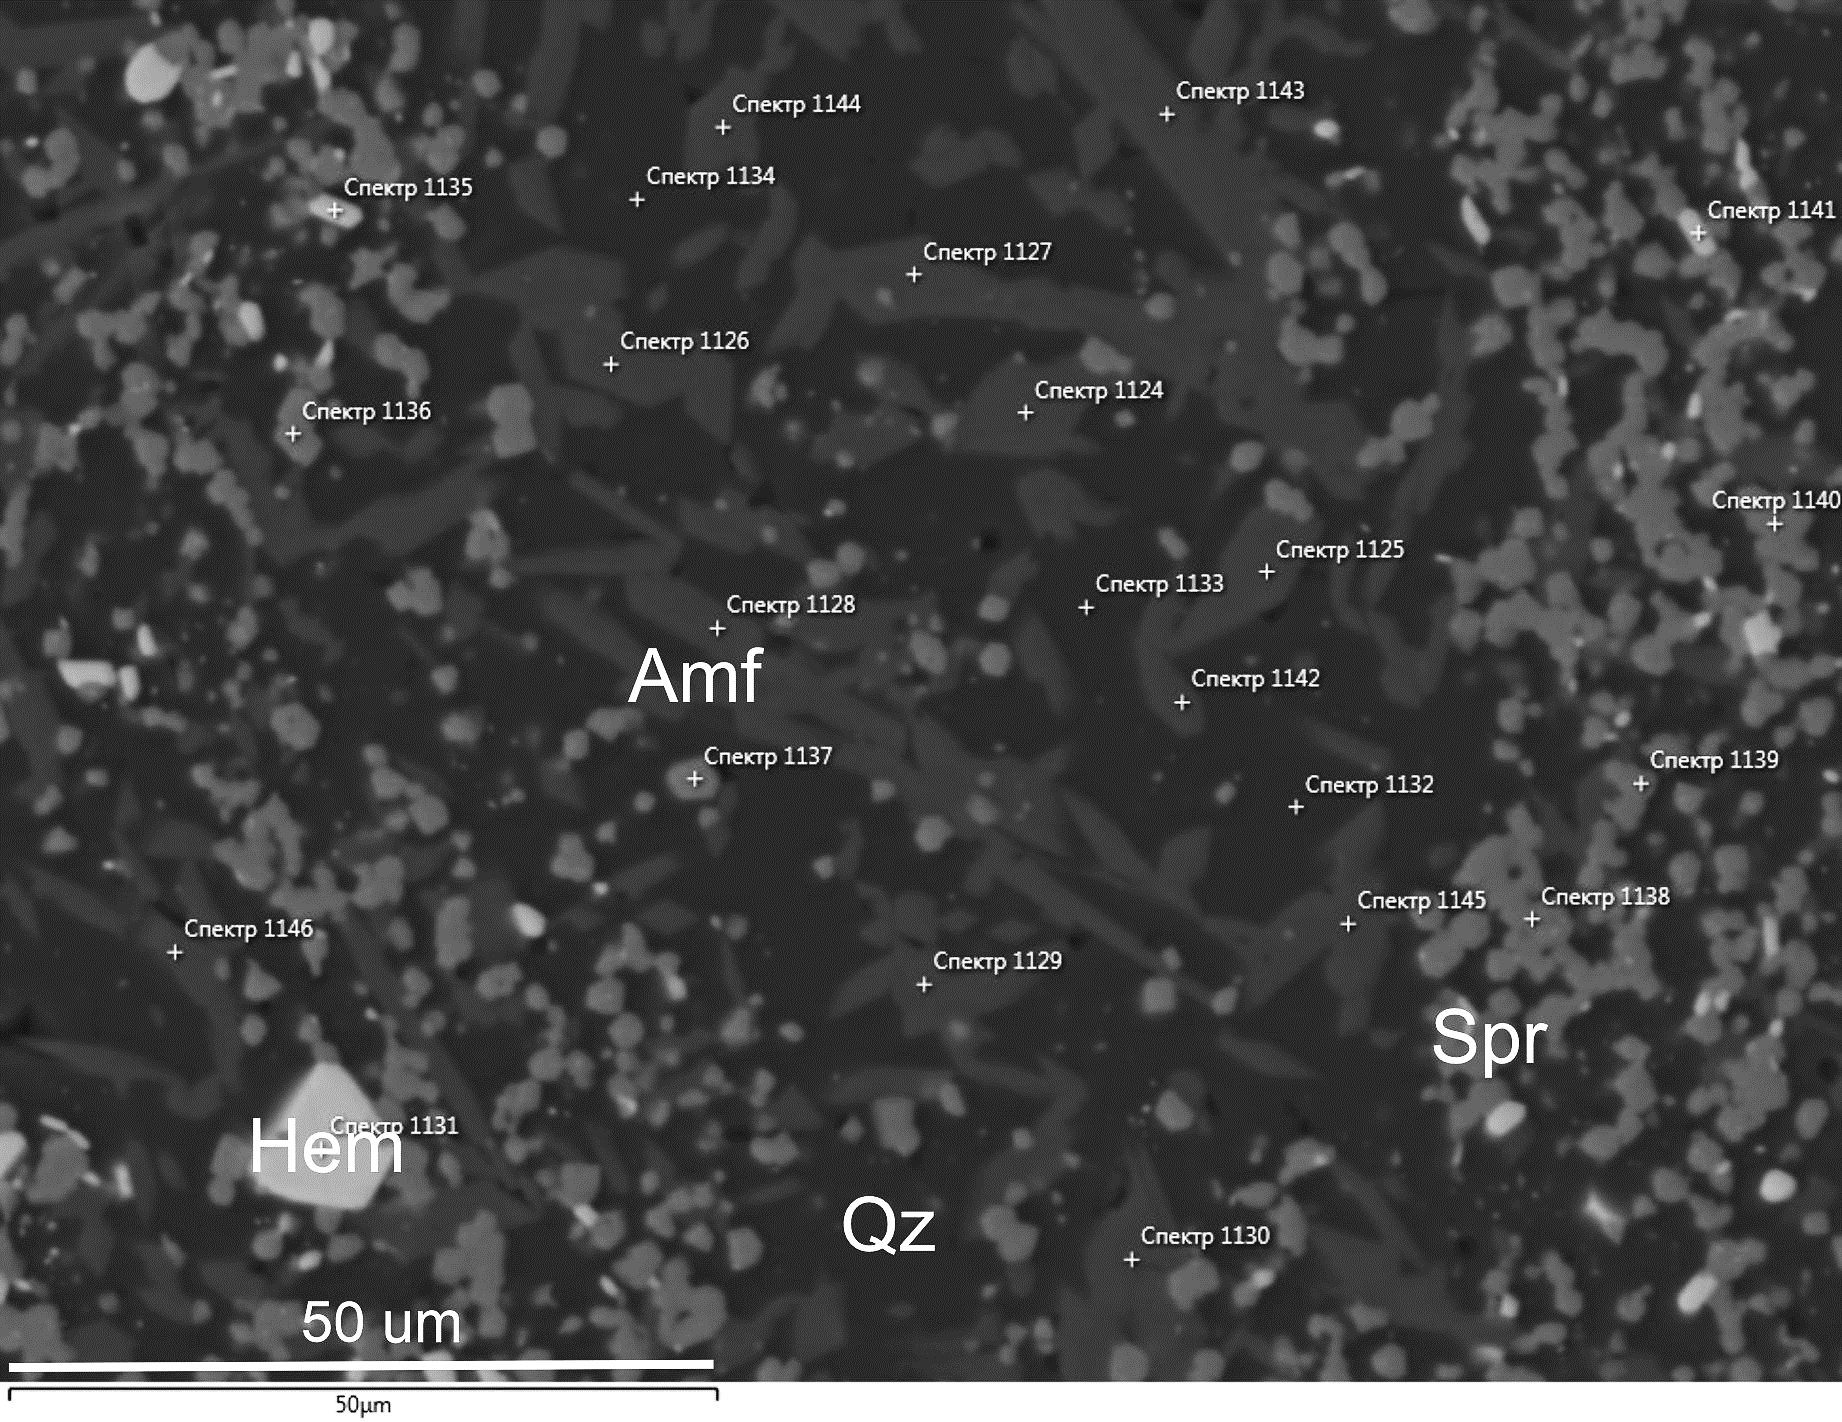 Спектр 1143
Спектр 1144
Спектр 1134
Спектр 1135
Спектр 1141
Спектр 1127
Спектр 1126
Спектр 1124
Спектр 1136
Спектр 1140
Спектр 1125
Спектр 1133
Спектр 1128
Amf
Спектр 1142
Спектр 1137
Спектр 1139
Спектр 1132
Спектр 1138
Спектр 1145
Спектр 1146
Спектр 1129
Spr
Спектр 1131
Hem
Qz
Спектр 1130
50 um
50μm